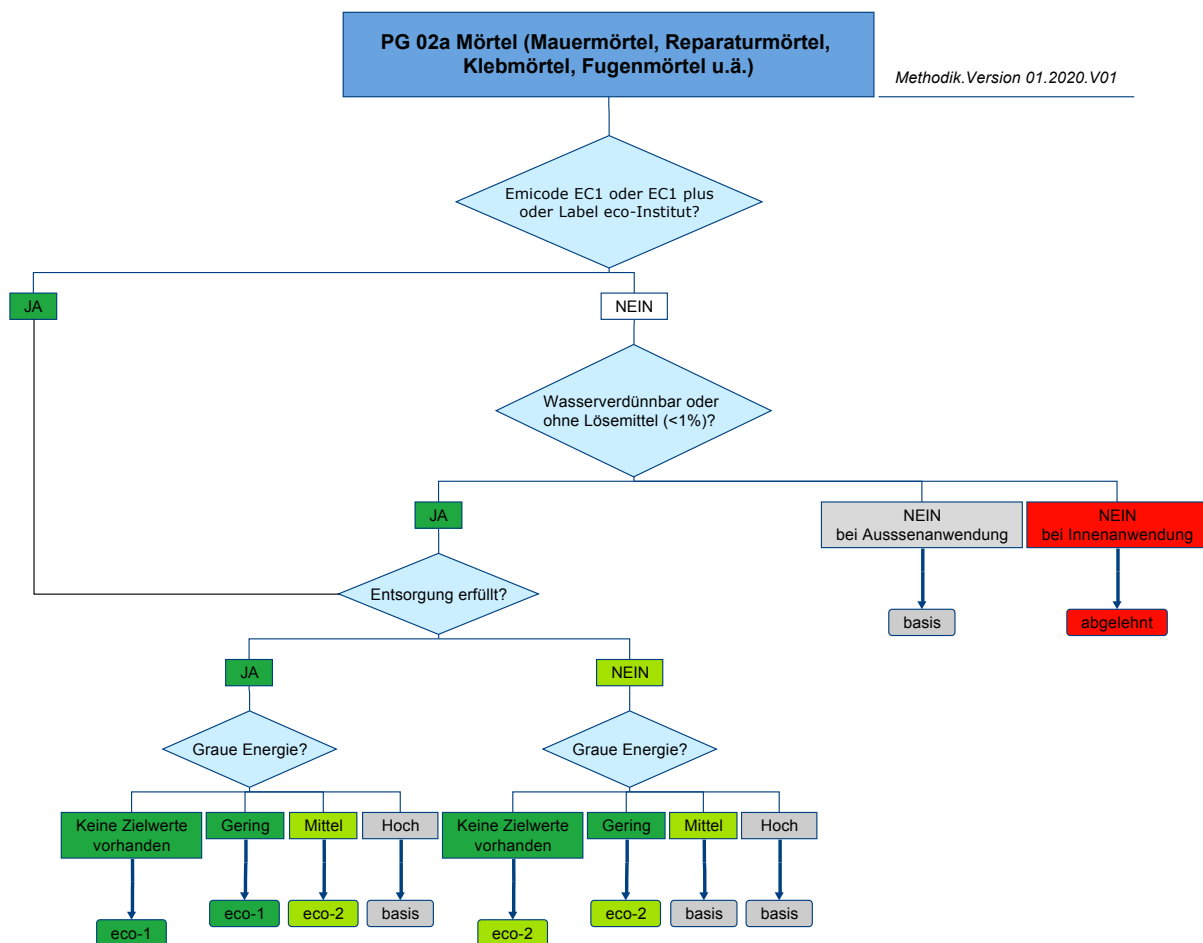 PG 02a Mörtel (Mauermörtel, Reparaturmörtel,
Klebmörtel, Fugenmörtel u.ä.)
Methodik.Version 01.2020.V01
Emicode EC1 oder EC1 plus
oder Label eco-Institut?
JA
NEIN
Wasserverdünnbar oder
ohne Lösemittel (<1%)?
JA
NEIN
bei Ausssenanwendung
NEIN
bei Innenanwendung
Entsorgung erfüllt?
basis
abgelehnt
JA
NEIN
Graue Energie?
Graue Energie?
Keine Zielwerte
vorhanden
Gering
Mittel
Hoch
Keine Zielwerte
vorhanden
Gering
Mittel
Hoch
eco-1
eco-1
eco-2
basis
eco-2
eco-2
basis
basis